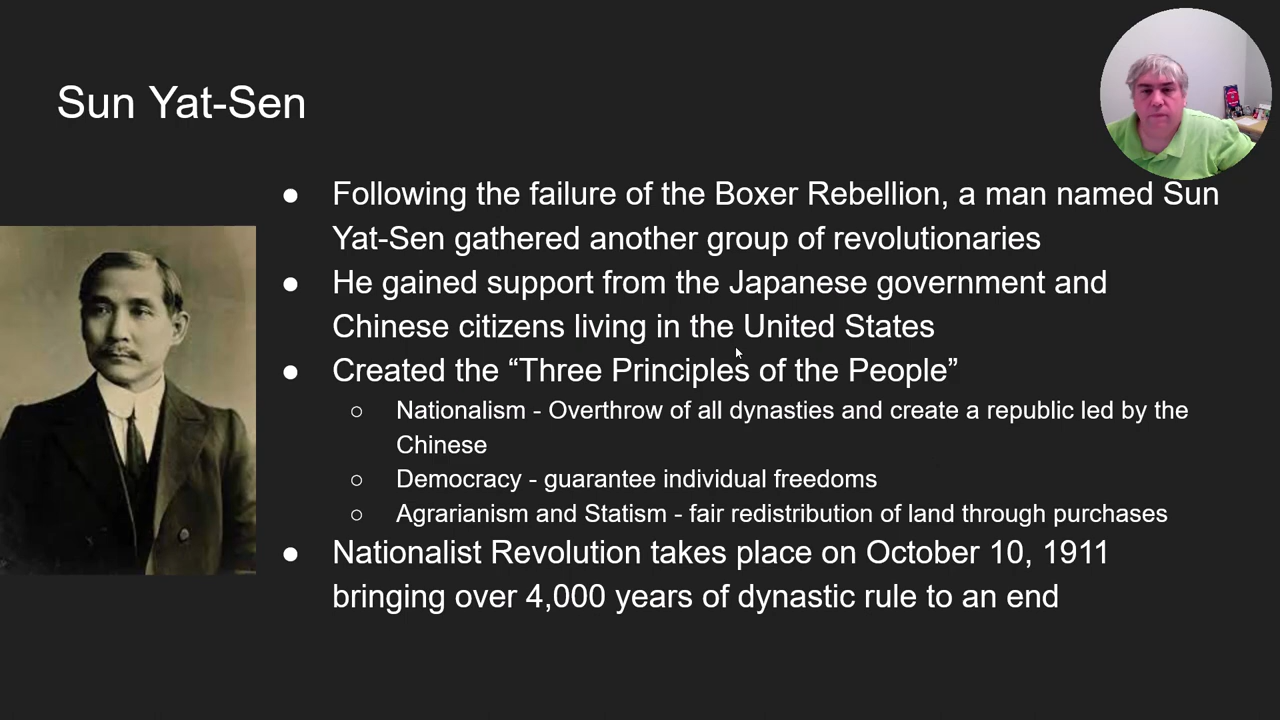 Sun Yat-Sen
● Following the failure of the Boxer Rebellion, a man named Sun
Yat-Sen gathered another group of revolutionaries
● He gained support from the Japanese government and
Chinese citizens living in the United States
● Created the “Three Principles of the People”
○ Nationalism - Overthrow of all dynasties and create a republic led by the
Chinese
○ Democracy - guarantee individual freedoms
○ Agrarianism and Statism - fair redistribution of land through purchases
● Nationalist Revolution takes place on October 10, 1911
bringing over 4,000 years of dynastic rule to an end